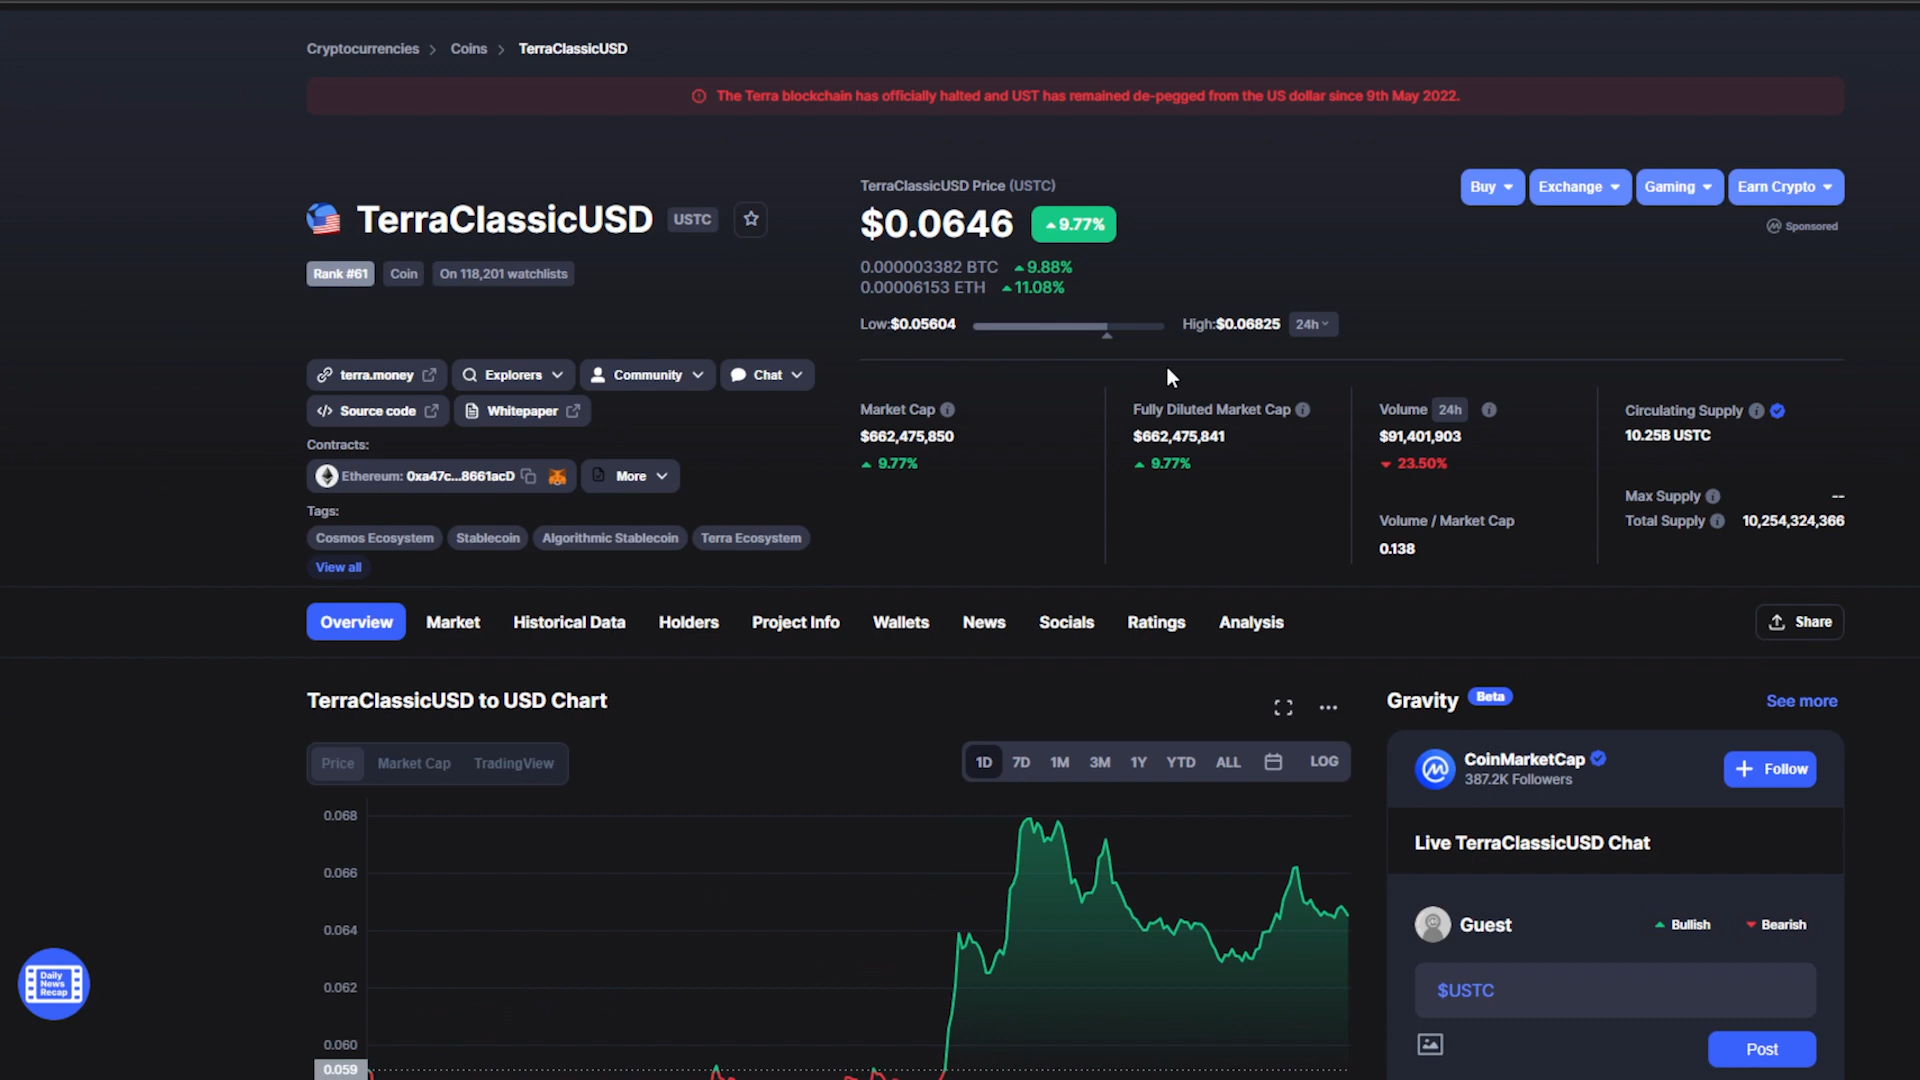 Cryptocurrencies > Coins > TerraClassicUSD
The Terra blockchain has officially halted and UST has remained de-pegged from the US dollar since 9th May 2022.
TerraClassicUSD USTC
Rank #61 Coin On 118,201 watchlists
terra.money Explorers Community Chat
Source code Whitepaper
Contracts:
Ethereum: 0xa47c...8661acD More
Tags:
Cosmos Ecosystem Stablecoin Algorithmic Stablecoin Terra Ecosystem
View all
TerraClassicUSD Price (USTC)
$0.0646 9.77%
0.000003382 BTC 9.88%
0.00006153 ETH 11.08%
Low:$0.05604 High:$0.06825 24h
Buy Exchange Gaming Earn Crypto
Sponsored
Market Cap
$662,475,850
9.77%
Fully Diluted Market Cap
$662,475,841
9.77%
Volume 24h
$91,401,903
23.50%
Volume / Market Cap
0.138
Circulating Supply
10.25B USTC
Max Supply --
Total Supply 10,254,324,366
Overview Market Historical Data Holders Project Info Wallets News Socials Ratings Analysis
Share
TerraClassicUSD to USD Chart
Price Market Cap TradingView
1D 7D 1M 3M 1Y YTD ALL LOG
0.068
0.066
0.064
0.062
0.060
0.059
Gravity Beta See more
CoinMarketCap
387.2K Followers
+ Follow
Live TerraClassicUSD Chat
Guest Bullish Bearish
$USTC
Post
Daily
News
Recap